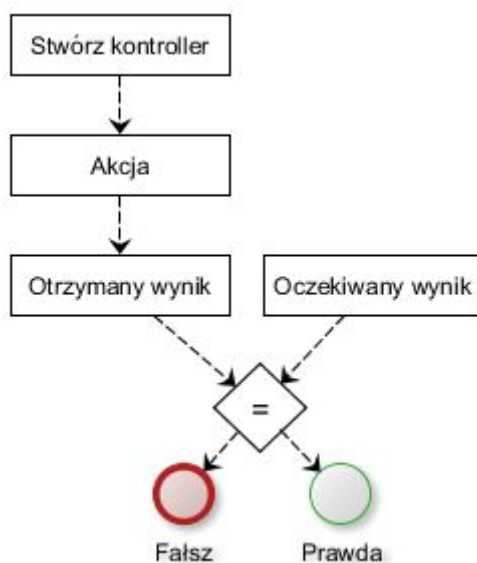 Stwórz kontroller
Akcja
Otrzymany wynik
Oczekiwany wynik
=
Fałsz
Prawda